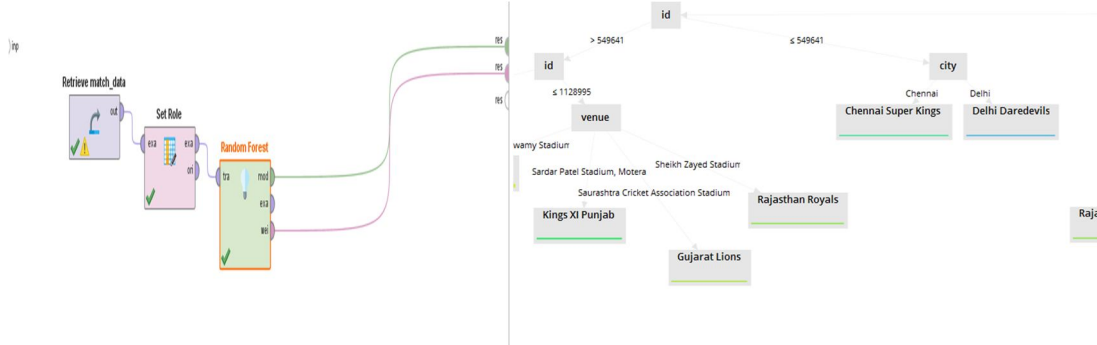 inp
Retrieve match_data
out
Set Role
exa
exa
ori
Random Forest
tra
mod
exa
wei
res
res
res
id
> 549641
≤ 549641
id
city
≤ 1128995
Chennai
Delhi
venue
Chennai Super Kings
Delhi Daredevils
wamy Stadium
Sardar Patel Stadium, Motera
Sheikh Zayed Stadium
Saurashtra Cricket Association Stadium
Kings XI Punjab
Rajasthan Royals
Raja
Gujarat Lions